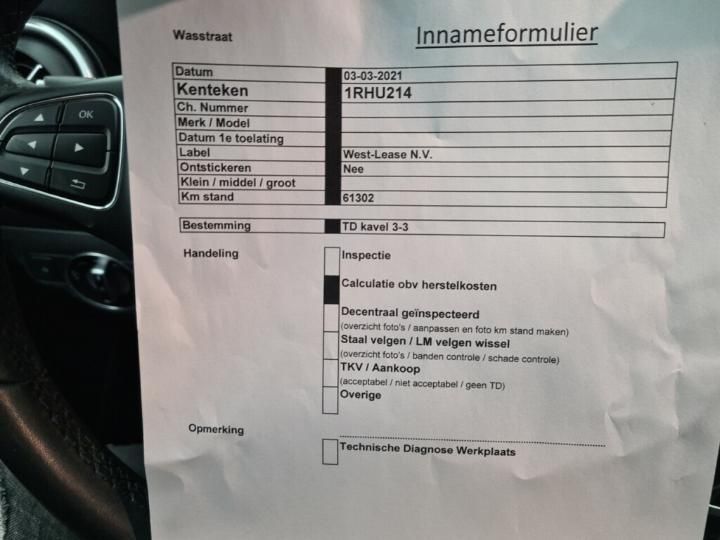 Wasstraat
Innameformulier
Datum 03-03-2021
Kenteken 1RHU214
Ch. Nummer
Merk / Model
Datum 1e toelating
Label West-Lease N.V.
Ontstickeren Nee
Klein / middel / groot
Km stand 61302
Bestemming TD kavel 3-3
Handeling Inspectie
Calculatie obv herstelkosten
Decentraal geïnspecteerd
(overzicht foto's / aanpassen en foto km stand maken)
Staal velgen / LM velgen wissel
(overzicht foto's / banden controle / schade controle)
TKV / Aankoop
(acceptabel / niet acceptabel / geen TD)
Overige
Opmerking
Technische Diagnose Werkplaats
OK